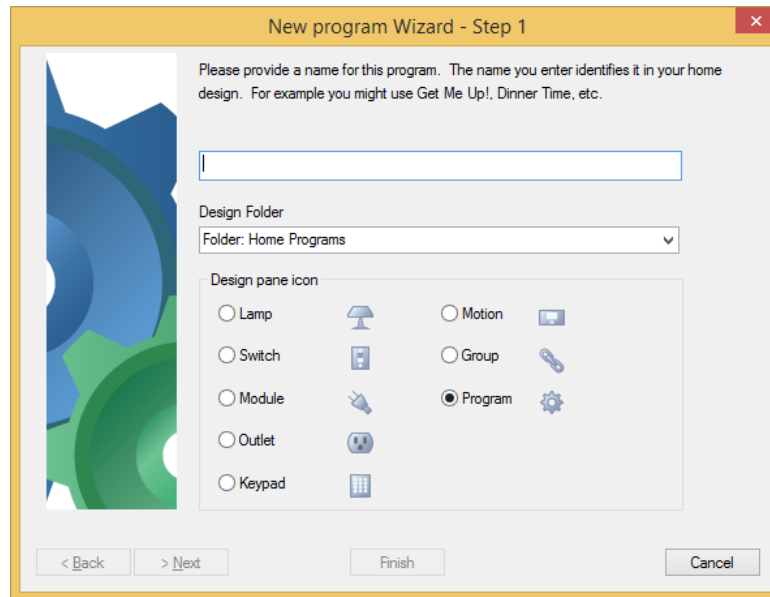 New program Wizard - Step 1
Please provide a name for this program. The name you enter identifies it in your home
design. For example you might use Get Me Up!, Dinner Time, etc.
Design Folder
Folder: Home Programs
Design pane icon
Lamp
Motion
Switch
Group
Module
Program
Outlet
Keypad
< Back
> Next
Finish
Cancel